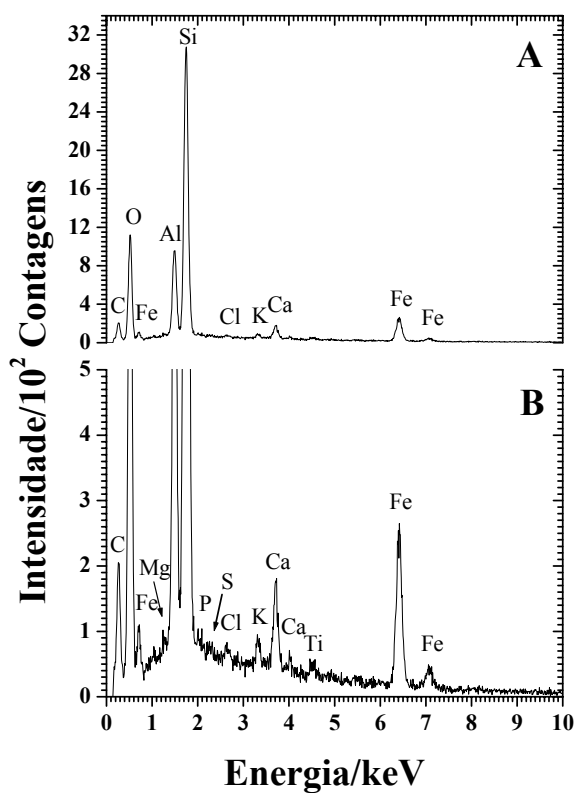 A
32
28
24
20
16
12
8
4
0
Si
O
Al
C
Fe
Cl
K
Ca
Fe
Fe
B
5
4
3
2
1
0
C
Mg
Fe
P
S
Cl
K
Ca
Ca
Ti
Fe
Fe
0 1 2 3 4 5 6 7 8 9 10
Intensidade/10² Contagens
Energia/keV